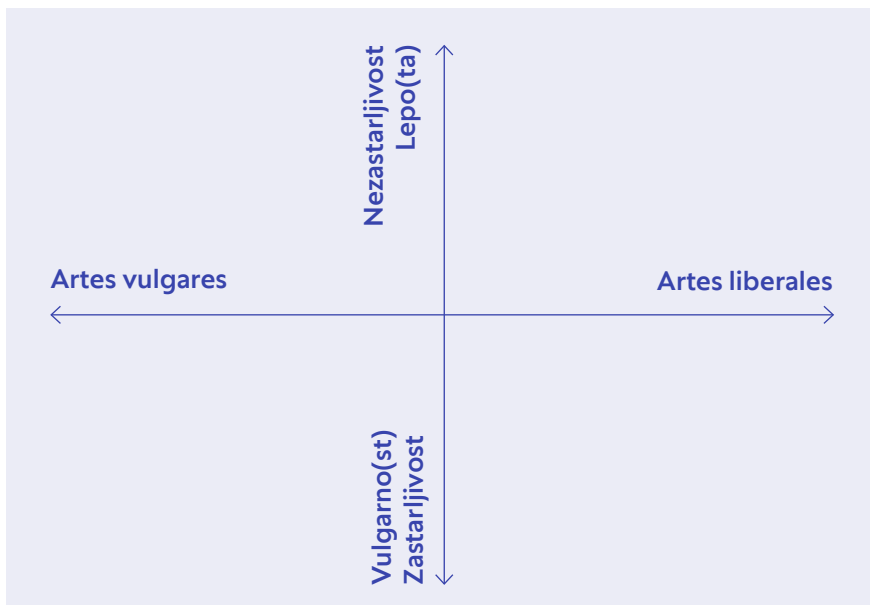 Nezastarljivost
Lepo(ta)
Artes vulgares
Artes liberales
Vulgarno(st)
Zastarljivost